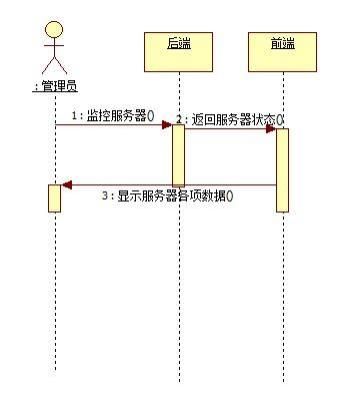 后端
前端
: 管理员
1 : 监控服务器()
2 : 返回服务器状态()
3 : 显示服务器各项数据()